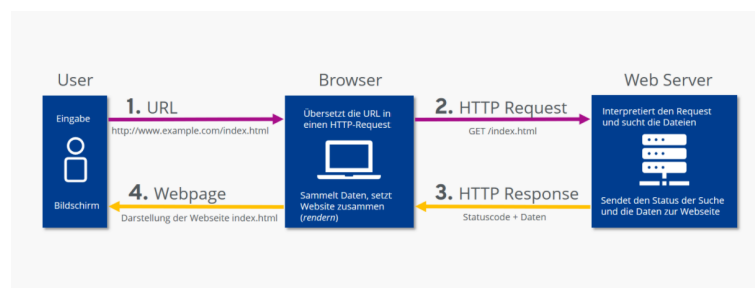 User
Browser
Web Server
Eingabe
Bildschirm
1. URL
http://www.example.com/index.html
4. Webpage
Darstellung der Webseite index.html
Übersetzt die URL in
einen HTTP-Request
Sammelt Daten, setzt
Website zusammen
(rendern)
2. HTTP Request
GET /index.html
3. HTTP Response
Statuscode + Daten
Interpretiert den Request
und sucht die Dateien
Sendet den Status der Suche
und die Daten zur Webseite